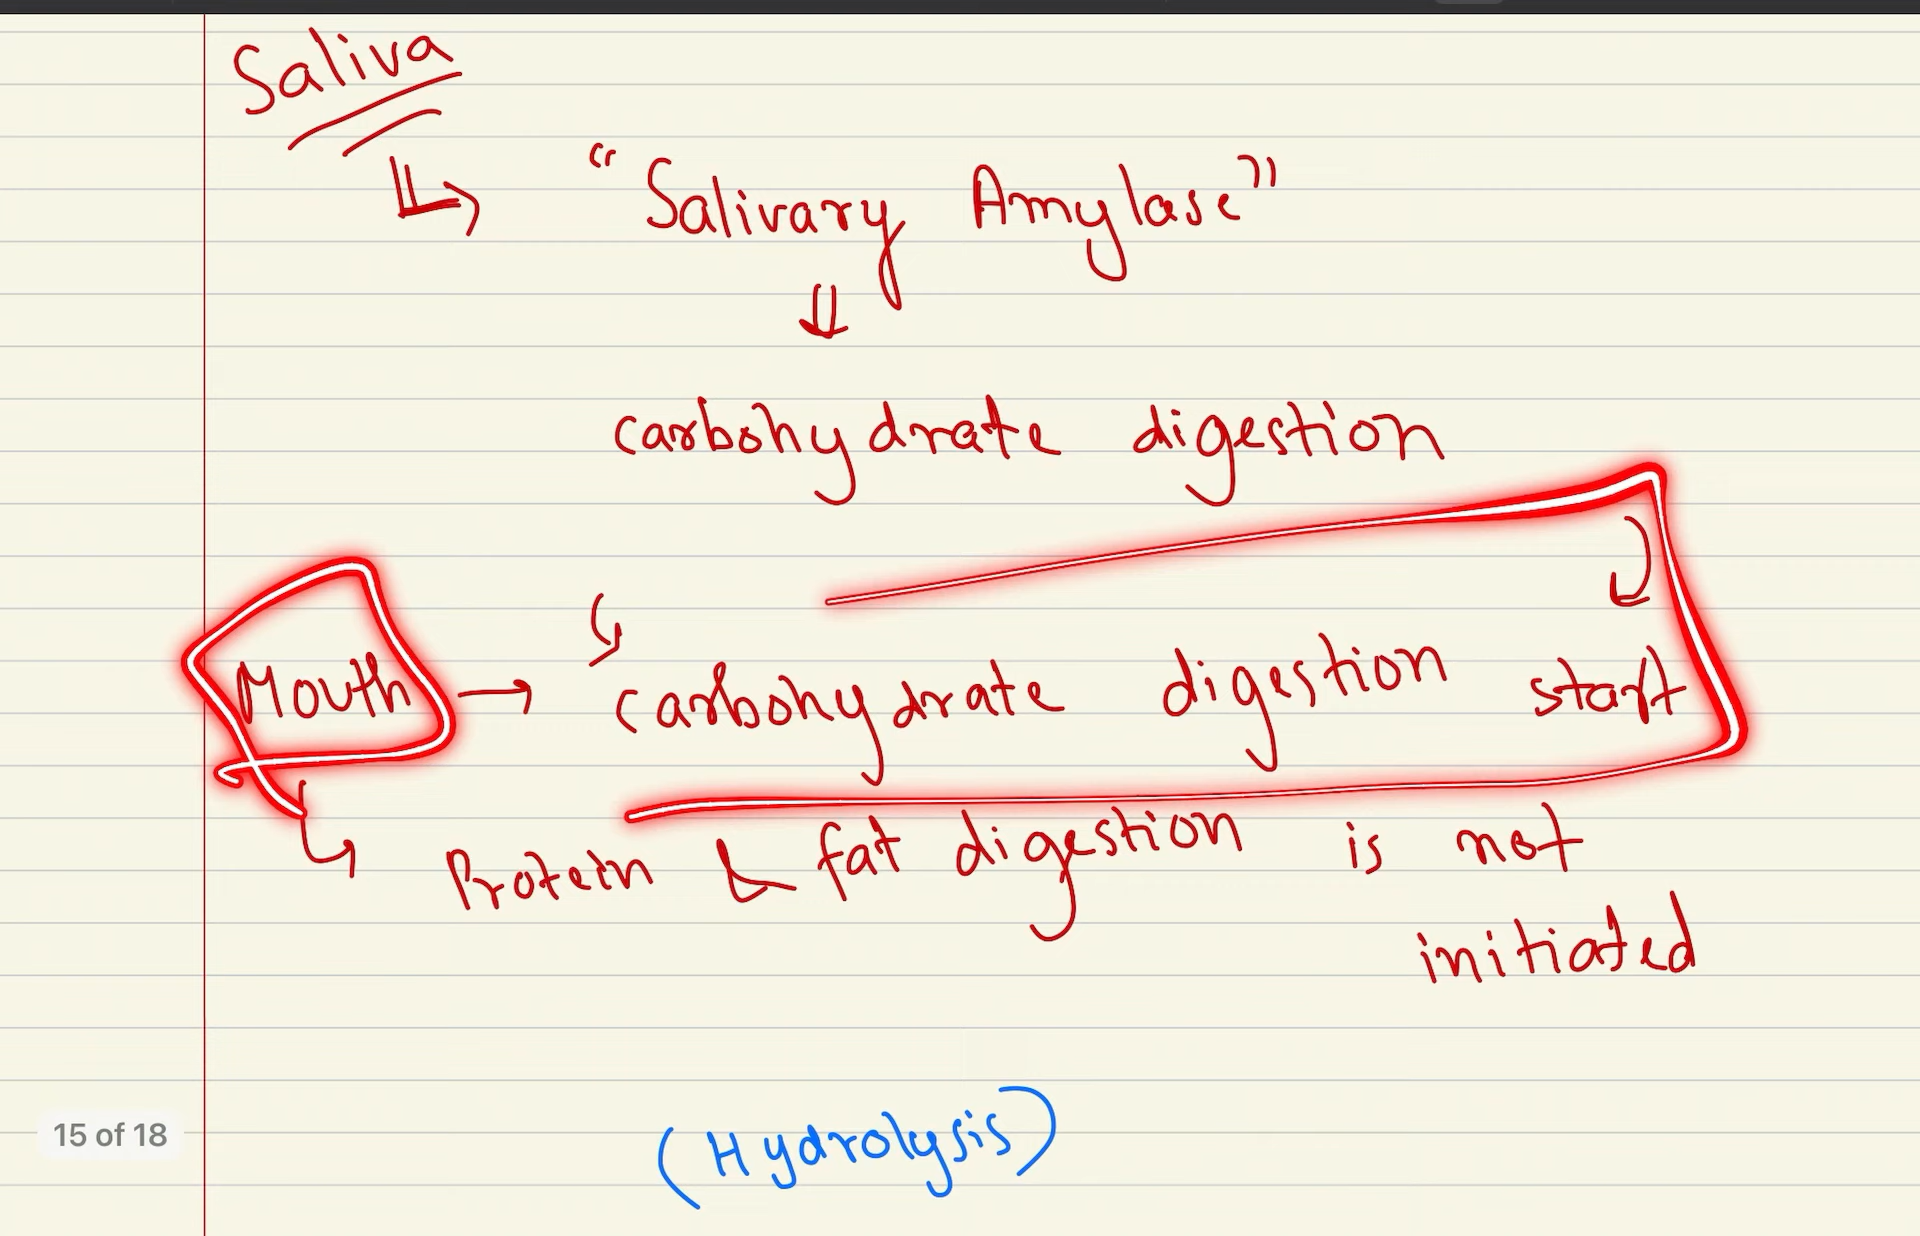 Saliva
"Salivary Amylase"
carbohydrate digestion
Mouth → carbohydrate digestion start
Protein & fat digestion is not
initiated
15 of 18
(Hydrolysis)